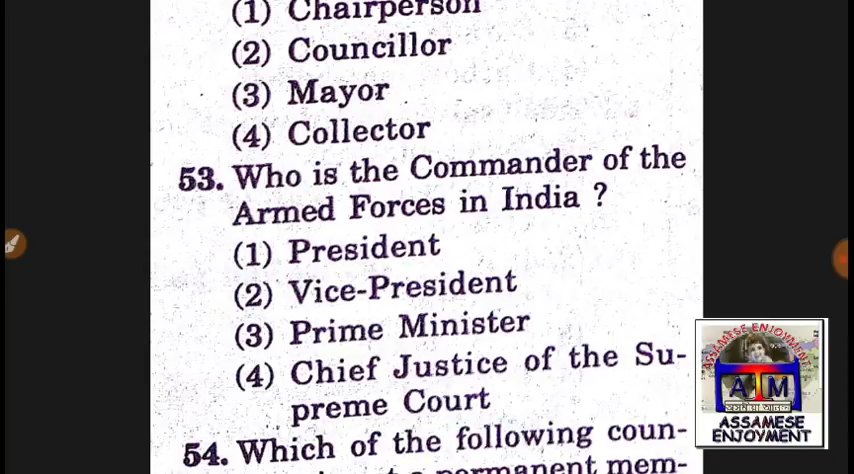 (1) Chairperson
(2) Councillor
(3) Mayor
(4) Collector
53. Who is the Commander of the
Armed Forces in India ?
(1) President
(2) Vice-President
(3) Prime Minister
(4) Chief Justice of the Su-
preme Court
54. Which of the following coun-
permanent mem-
ASSAMESE ENJOYMENT
ATM
ASSAMESE
ENJOYMENT